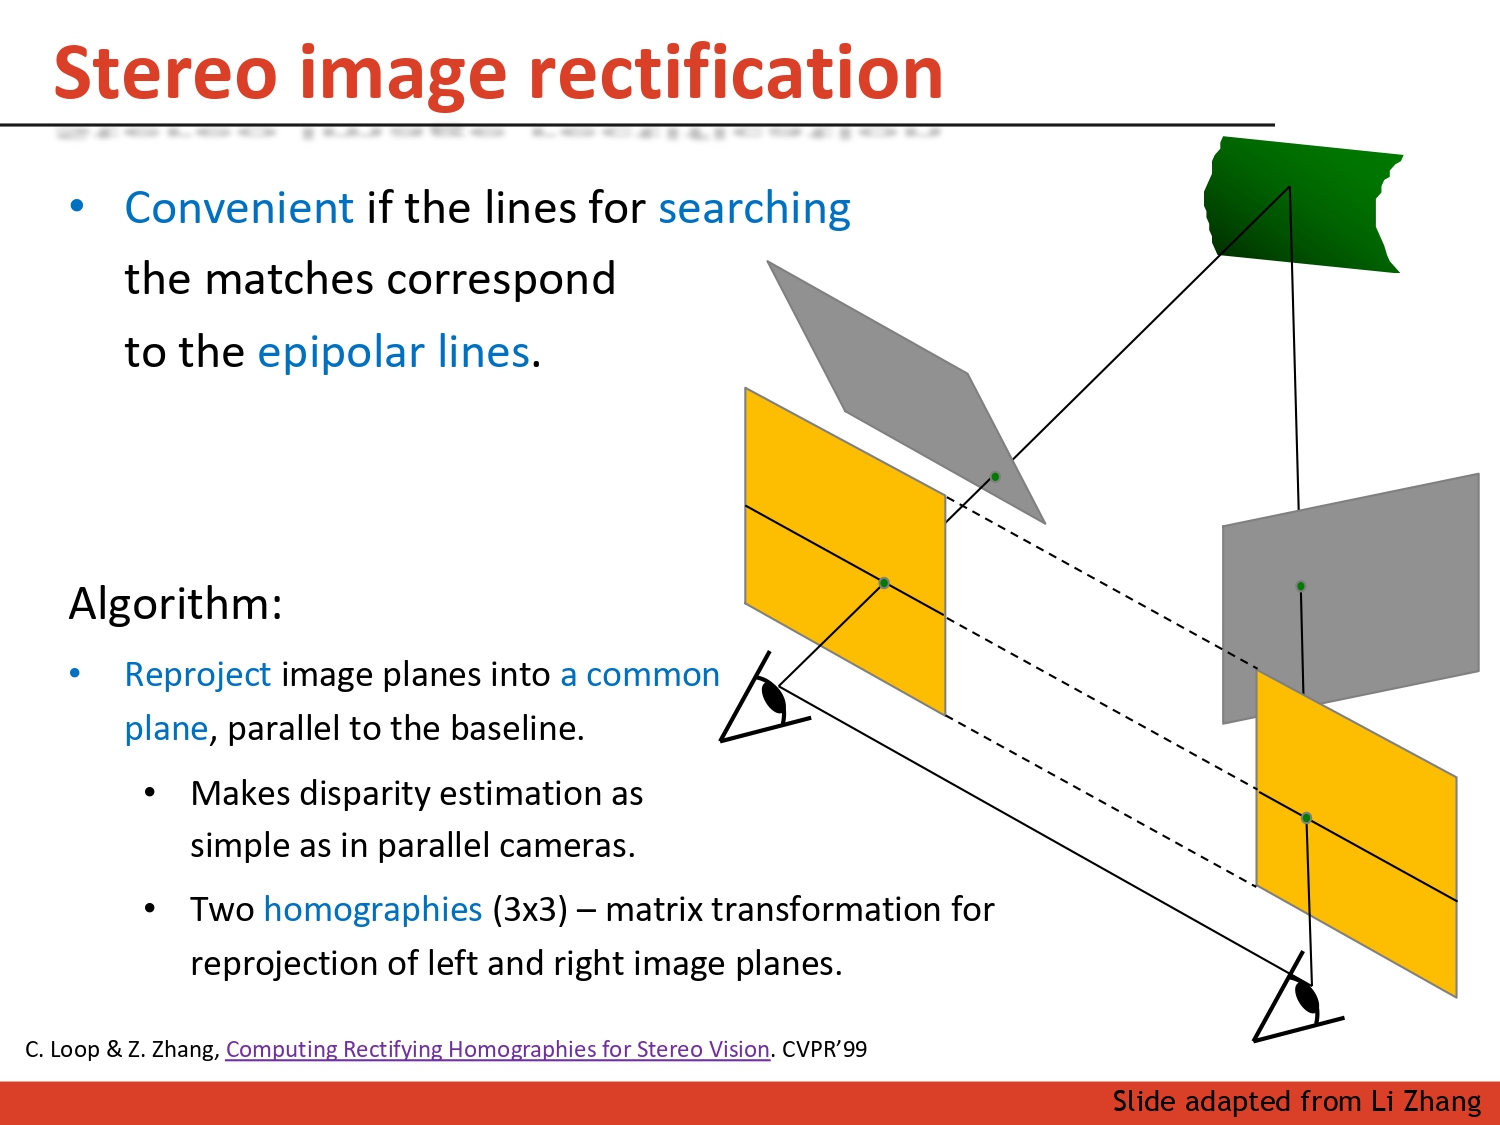 Stereo image rectification
• Convenient if the lines for searching
the matches correspond
to the epipolar lines.
Algorithm:
• Reproject image planes into a common
plane, parallel to the baseline.
• Makes disparity estimation as
simple as in parallel cameras.
• Two homographies (3x3) – matrix transformation for
reprojection of left and right image planes.
C. Loop & Z. Zhang, Computing Rectifying Homographies for Stereo Vision. CVPR’99
Slide adapted from Li Zhang